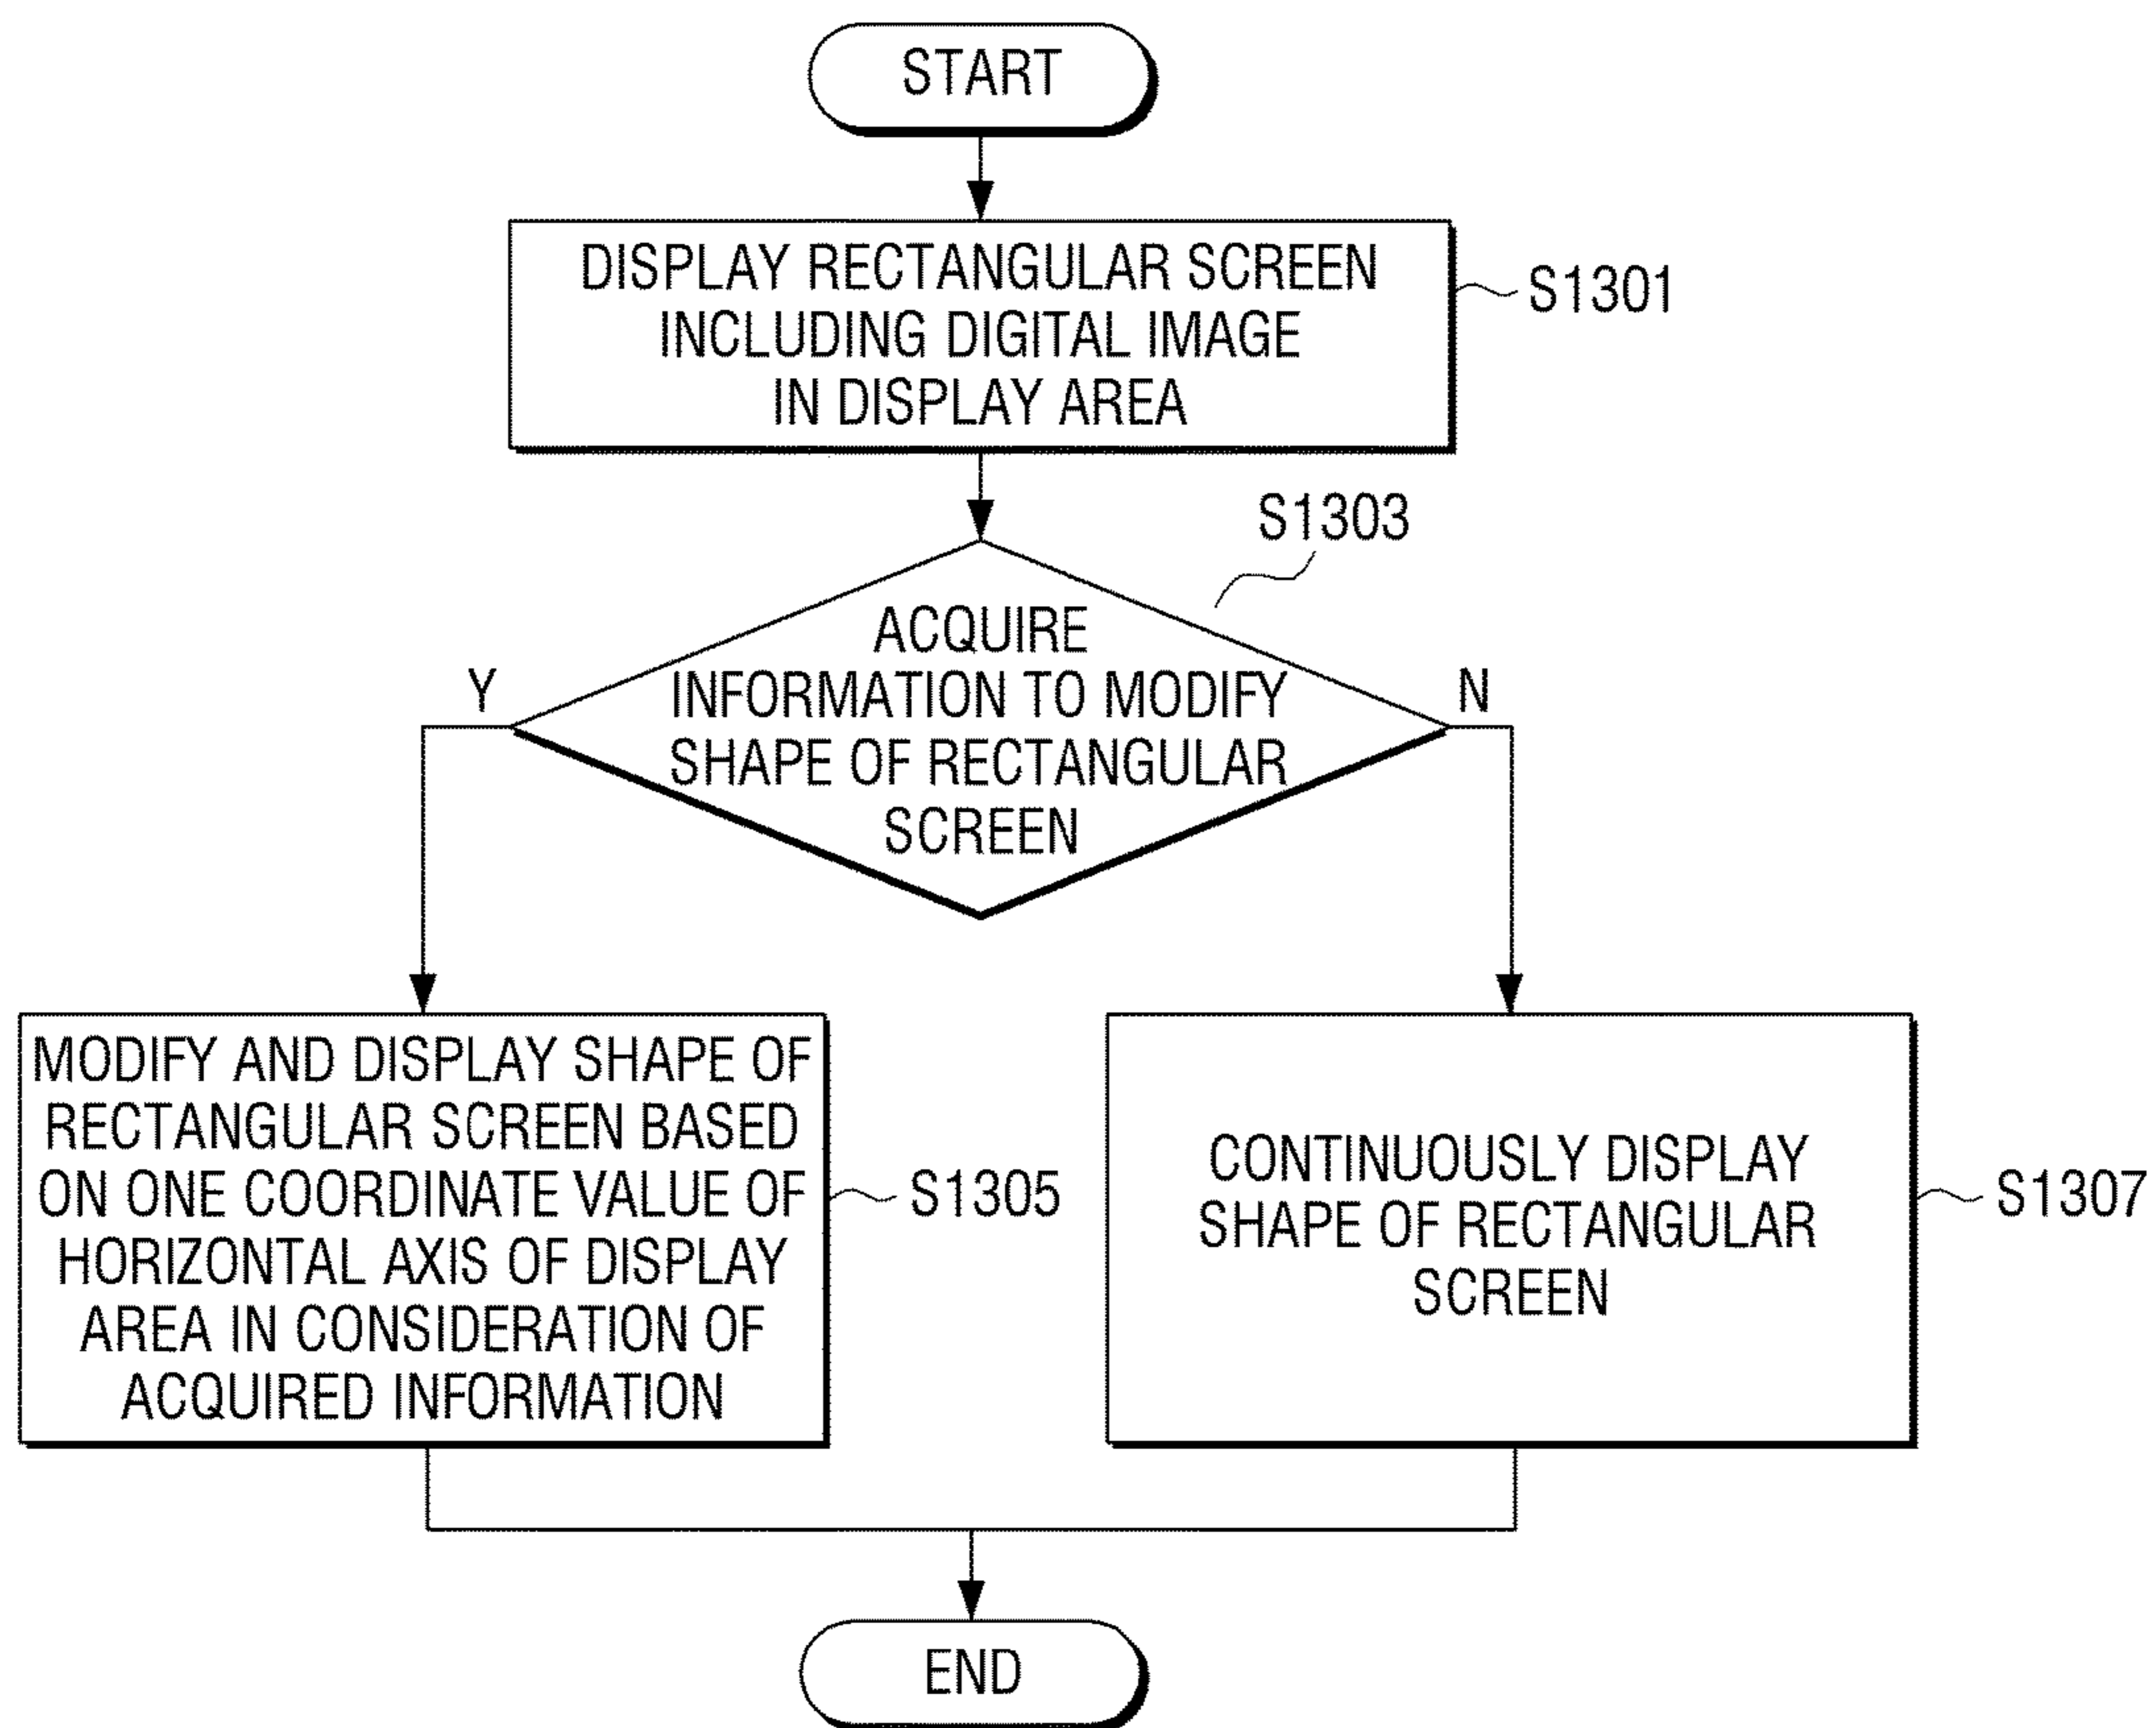 START
DISPLAY RECTANGULAR SCREEN
INCLUDING DIGITAL IMAGE
IN DISPLAY AREA
S1301
S1303
ACQUIRE
INFORMATION TO MODIFY
SHAPE OF RECTANGULAR
SCREEN
Y
N
MODIFY AND DISPLAY SHAPE OF
RECTANGULAR SCREEN BASED
ON ONE COORDINATE VALUE OF
HORIZONTAL AXIS OF DISPLAY
AREA IN CONSIDERATION OF
ACQUIRED INFORMATION
S1305
CONTINUOUSLY DISPLAY
SHAPE OF RECTANGULAR
SCREEN
S1307
END